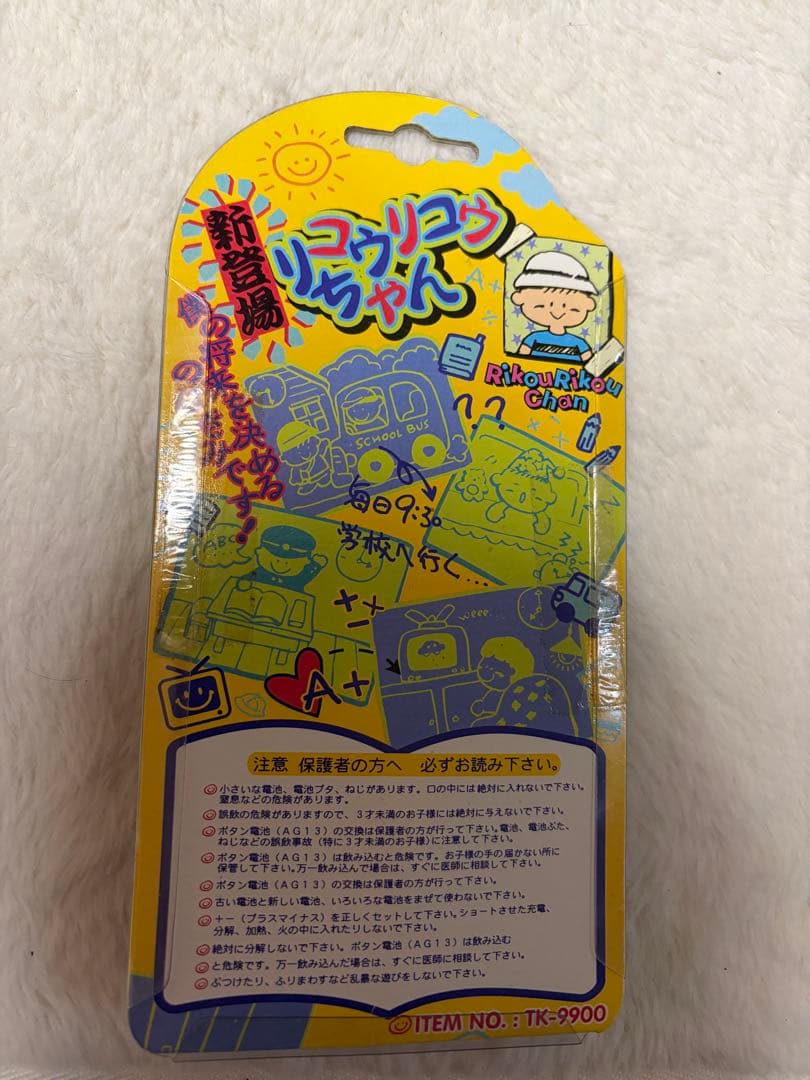 新登場
リコウリコウ
ちゃん
の将来を決める
の
です!
A+
÷
RikouRikou
Chan
??
SCHOOL BUS
毎日9:30
学校へ行く...
ABC
weee..
A+
注意 保護者の方へ 必ずお読み下さい。
小さいな電池、電池ブタ、ねじがあります。口の中には絶対に入れないで下さい。
窒息などの危険があります。
誤飲の危険がありますので、3才未満のお子様には絶対に与えないで下さい。
ボタン電池(AG13)の交換は保護者の方が行って下さい。電池、電池ぶた、
ねじなどの誤飲事故(特に3才未満のお子様)に注意して下さい。
ボタン電池(AG13)は飲み込むと危険です。お子様の手の届かない所に
保管して下さい。万一飲み込んで場合は、すぐに医師に相談して下さい。
ボタン電池(AG13)の交換は保護者の方が行って下さい。
古い電池と新しい電池、いろいろな電池をまぜて使わないで下さい。
+−(プラスマイナス)を正しくセットして下さい。ショートさせた充電、
分解、加熱、火の中に入れたりしないで下さい。
絶対に分解しないで下さい。ボタン電池(AG13)は飲み込む
と危険です。万一飲み込んだ場合は、すぐに医師に相談して下さい。
ぶつけたり、ふりまわすなど乱暴な遊びをしないで下さい。
ITEM NO. : TK-9900